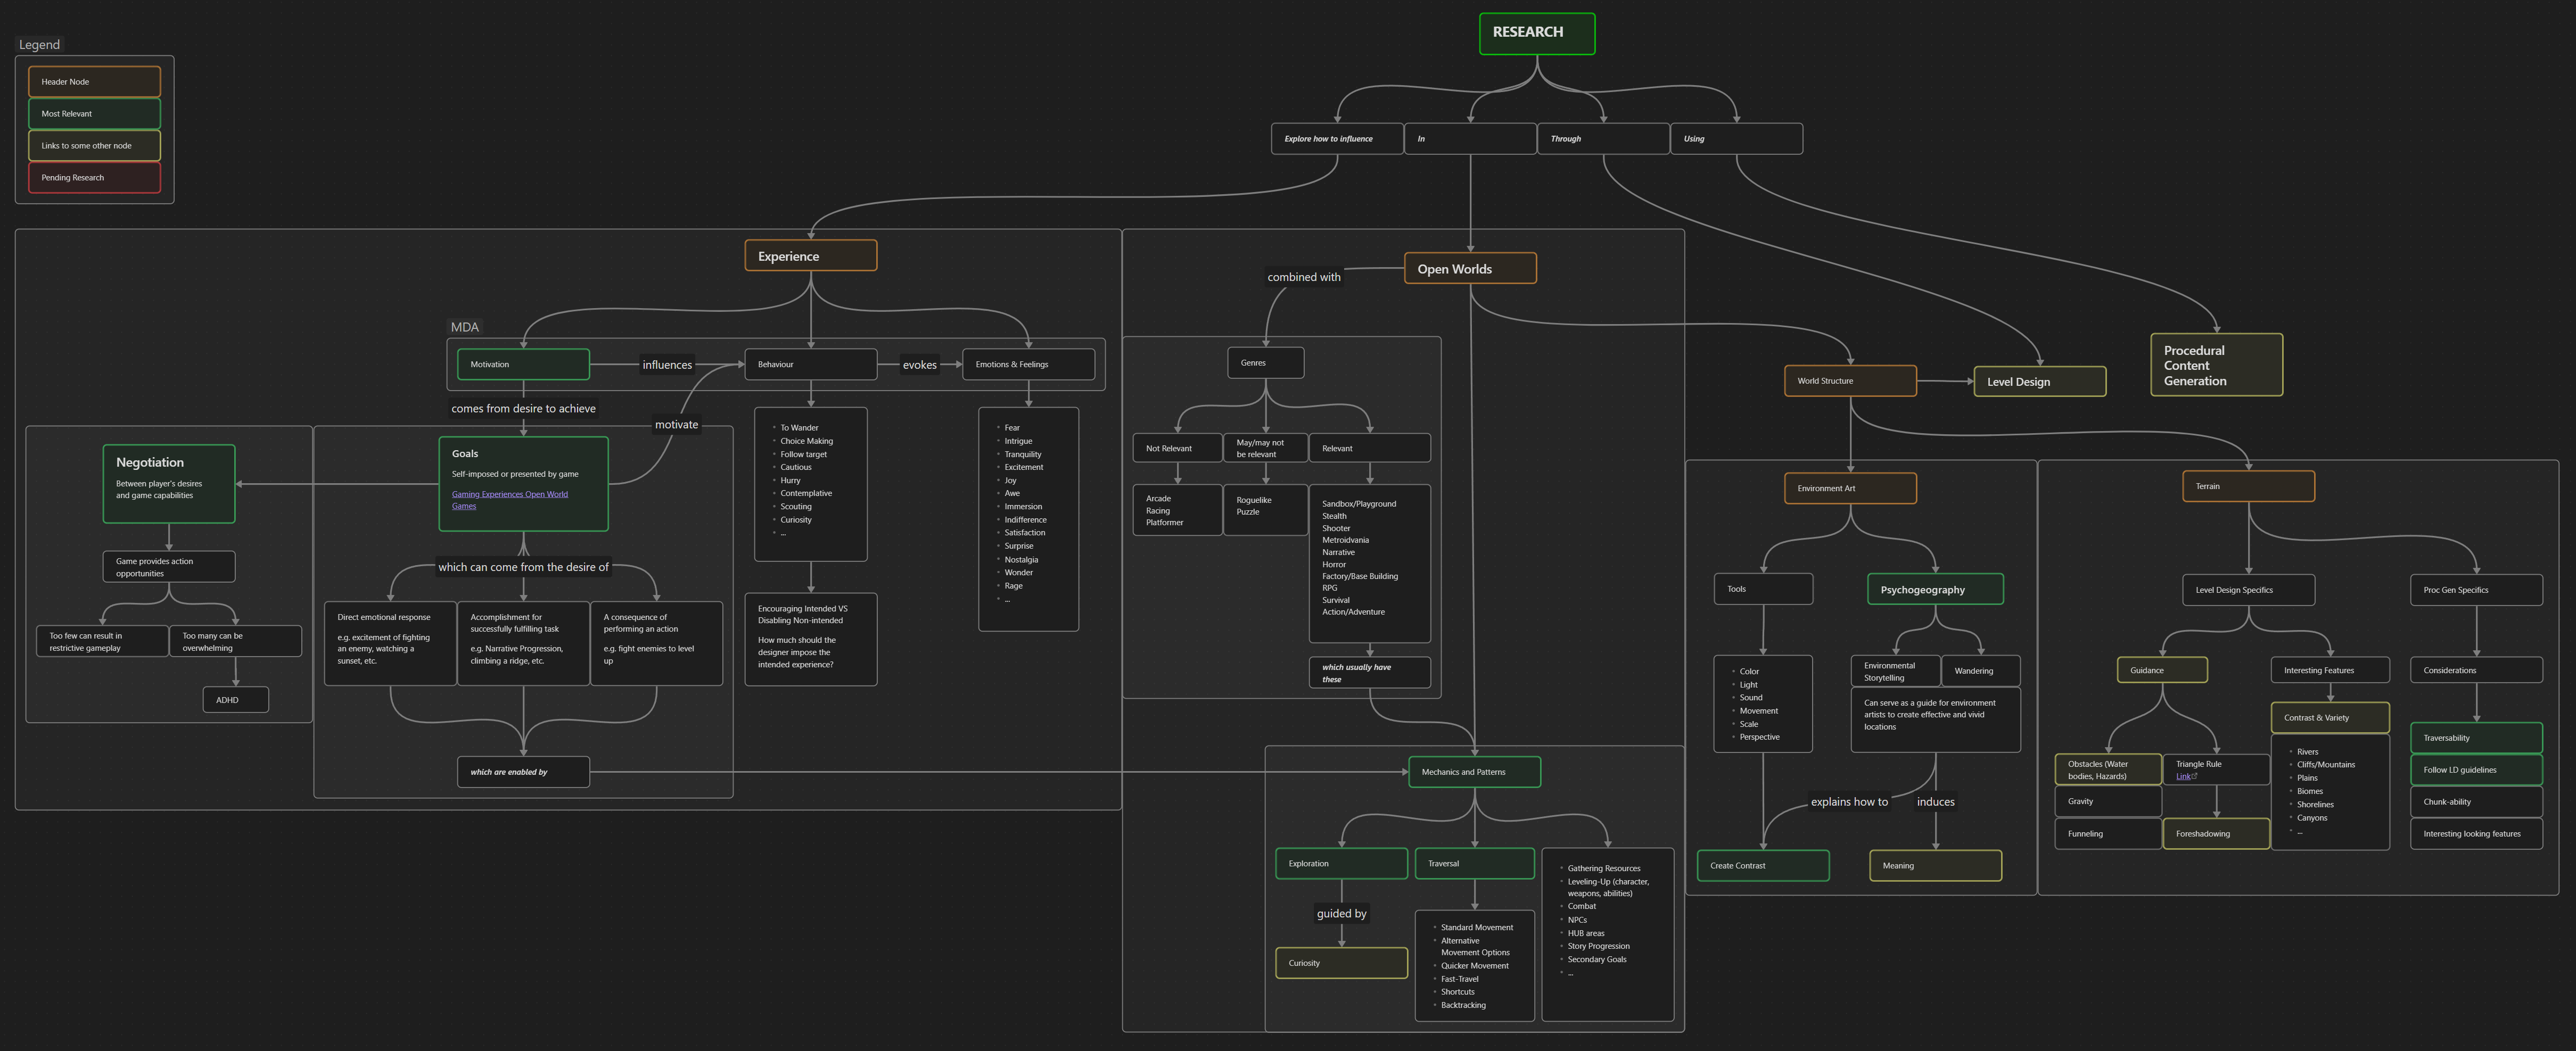 RESEARCH
Legend
Header Node
Most Relevant
Links to some other node
Pending Research
Explore how to influence
In
Through
Using
Experience
MDA
Motivation
influences
Behaviour
evokes
Emotions & Feelings
comes from desire to achieve
motivate
Negotiation
Between player's desires
and game capabilities
Goals
Self-imposed or presented by game
Gaming Experiences Open World
Games
Game provides action
opportunities
Too few can result in
restrictive gameplay
Too many can be
overwhelming
ADHD
which can come from the desire of
Direct emotional response
e.g. excitement of fighting
an enemy, watching a
sunset, etc.
Accomplishment for
successfully fulfilling task
e.g. Narrative Progression,
climbing a ridge, etc.
A consequence of
performing an action
e.g. fight enemies to level
up
which are enabled by
To Wander
Choice Making
Follow target
Cautious
Hurry
Contemplative
Scouting
Curiosity
...
Encouraging Intended VS
Disabling Non-intended
How much should the
designer impose the
intended experience?
Fear
Intrigue
Tranquility
Excitement
Joy
Awe
Immersion
Indifference
Satisfaction
Surprise
Nostalgia
Wonder
Rage
...
Open Worlds
combined with
Genres
Not Relevant
May/may not
be relevant
Relevant
Arcade
Racing
Platformer
Roguelike
Puzzle
Sandbox/Playground
Stealth
Shooter
Metroidvania
Narrative
Horror
Factory/Base Building
RPG
Survival
Action/Adventure
which usually have
these
Mechanics and Patterns
Exploration
guided by
Curiosity
Traversal
Standard Movement
Alternative
Movement Options
Quicker Movement
Fast-Travel
Shortcuts
Backtracking
Gathering Resources
Leveling-Up (character,
weapons, abilities)
Combat
NPCs
HUB areas
Story Progression
Secondary Goals
...
World Structure
Level Design
Procedural
Content
Generation
Environment Art
Tools
Color
Light
Sound
Movement
Scale
Perspective
Psychogeography
Environmental
Storytelling
Wandering
Can serve as a guide for environment
artists to create effective and vivid
locations
explains how to
induces
Create Contrast
Meaning
Terrain
Level Design Specifics
Guidance
Obstacles (Water
bodies, Hazards)
Gravity
Funneling
Triangle Rule
Link
Foreshadowing
Interesting Features
Contrast & Variety
Rivers
Cliffs/Mountains
Plains
Biomes
Shorelines
Canyons
...
Proc Gen Specifics
Considerations
Traversability
Follow LD guidelines
Chunk-ability
Interesting looking features